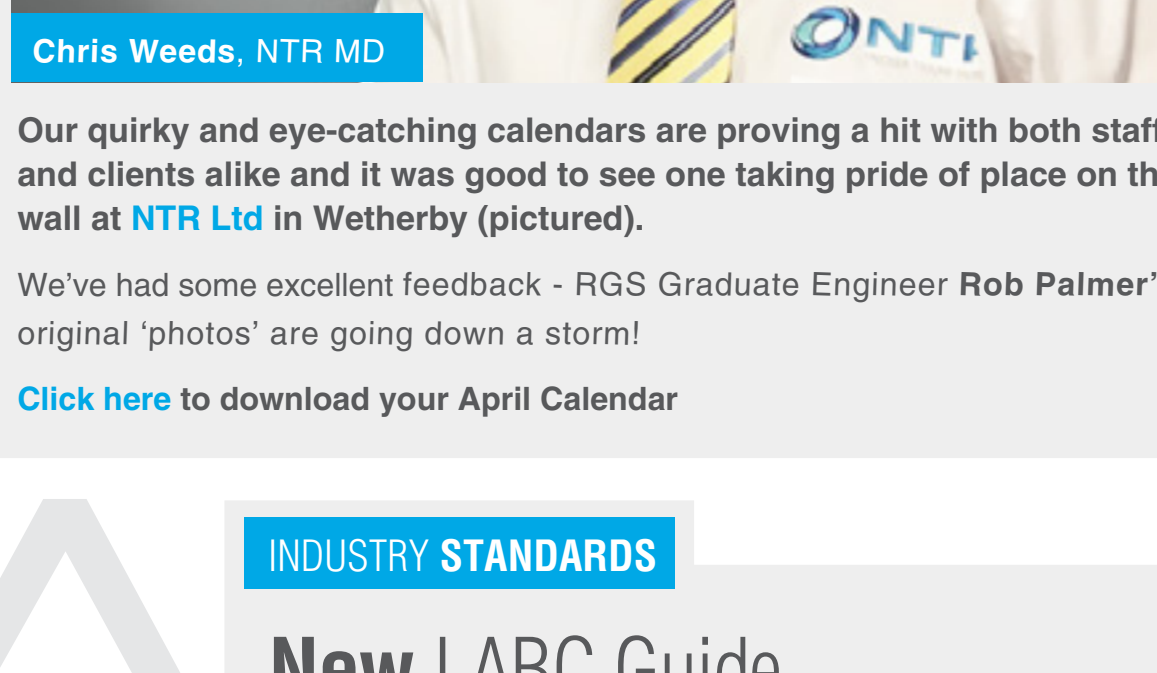 ONTR
Chris Weeds, NTR MD
Our quirky and eye-catching calendars are proving a hit with both staff
and clients alike and it was good to see one taking pride of place on th
wall at NTR Ltd in Wetherby (pictured).
We’ve had some excellent feedback - RGS Graduate Engineer Rob Palmer’
original ‘photos’ are going down a storm!
Click here to download your April Calendar
INDUSTRY STANDARDS
New LABC Guide